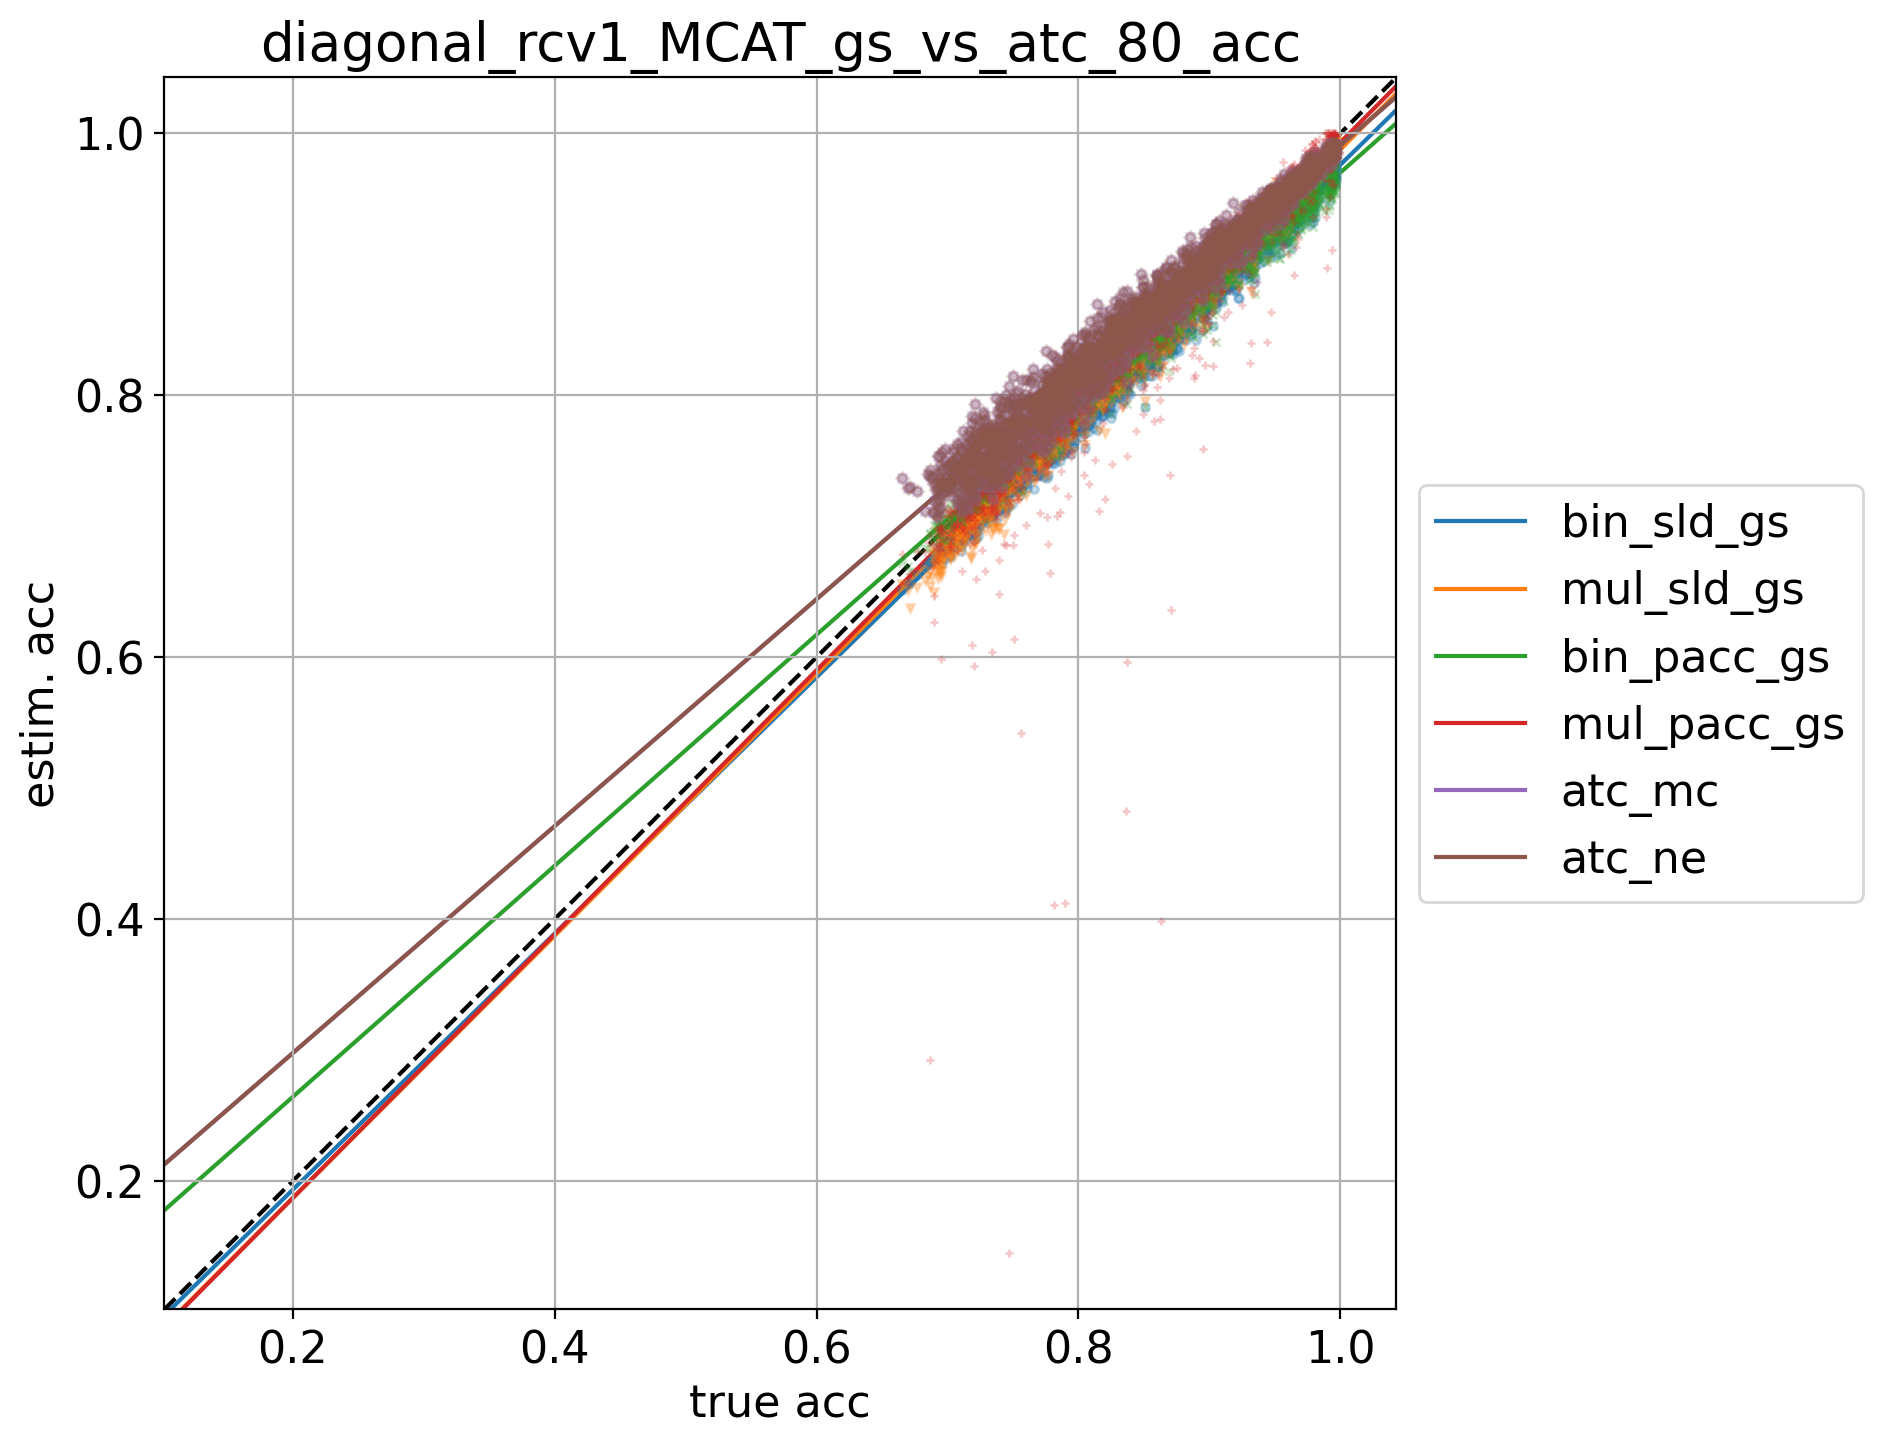 diagonal_rcv1_MCAT_gs_vs_atc_80_acc
1.0
0.8
0.6
0.4
0.2
estim. acc
0.2
0.4
0.6
0.8
1.0
true acc
bin_sld_gs
mul_sld_gs
bin_pacc_gs
mul_pacc_gs
atc_mc
atc_ne